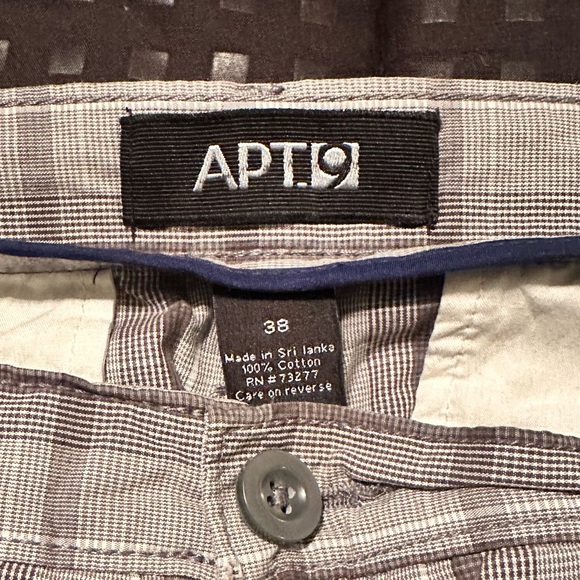 APT.9
38
Made in Sri lanka
100% Cotton
RN # 73277
Care on reverse